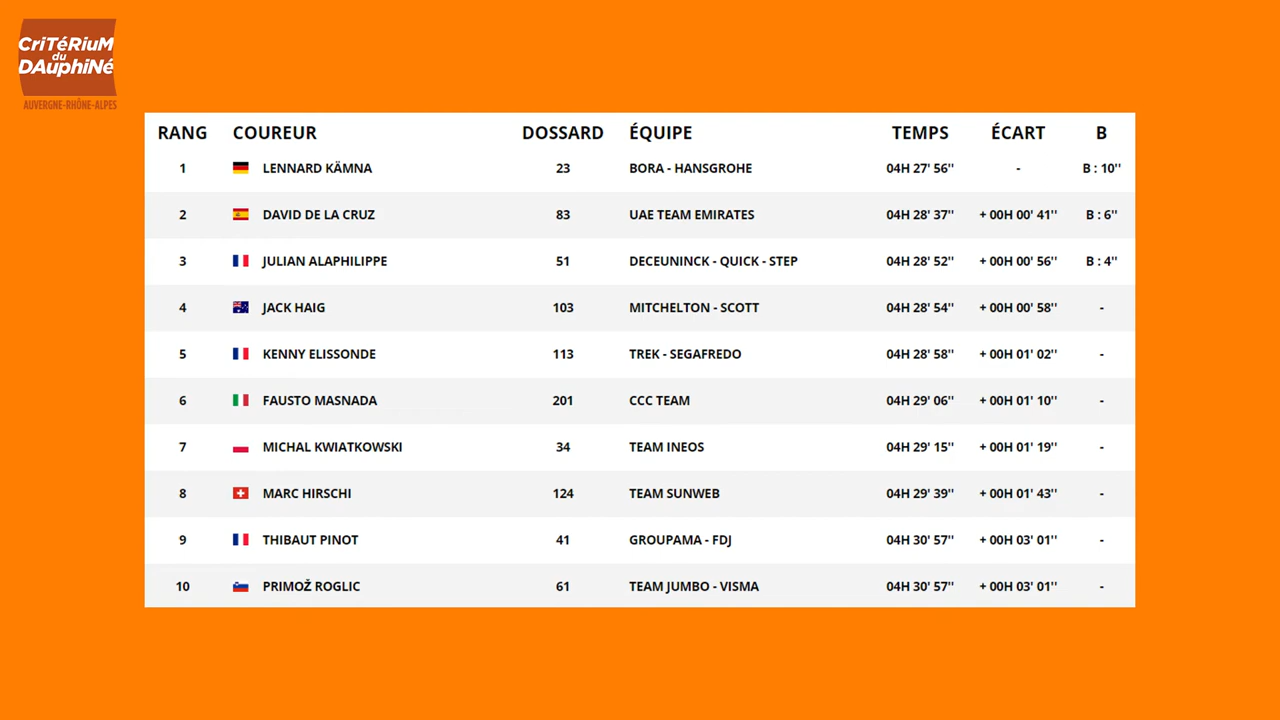 CriTéRiuM
du
DAuphiNé
AUVERGNE-RHÔNE-ALPES
RANG COUREUR DOSSARD ÉQUIPE TEMPS ÉCART B
1 LENNARD KÄMNA 23 BORA - HANSGROHE 04H 27' 56'' - B : 10''
2 DAVID DE LA CRUZ 83 UAE TEAM EMIRATES 04H 28' 37'' + 00H 00' 41'' B : 6''
3 JULIAN ALAPHILIPPE 51 DECEUNINCK - QUICK - STEP 04H 28' 52'' + 00H 00' 56'' B : 4''
4 JACK HAIG 103 MITCHELTON - SCOTT 04H 28' 54'' + 00H 00' 58'' -
5 KENNY ELISSONDE 113 TREK - SEGAFREDO 04H 28' 58'' + 00H 01' 02'' -
6 FAUSTO MASNADA 201 CCC TEAM 04H 29' 06'' + 00H 01' 10'' -
7 MICHAL KWIATKOWSKI 34 TEAM INEOS 04H 29' 15'' + 00H 01' 19'' -
8 MARC HIRSCHI 124 TEAM SUNWEB 04H 29' 39'' + 00H 01' 43'' -
9 THIBAUT PINOT 41 GROUPAMA - FDJ 04H 30' 57'' + 00H 03' 01'' -
10 PRIMOŽ ROGLIC 61 TEAM JUMBO - VISMA 04H 30' 57'' + 00H 03' 01'' -